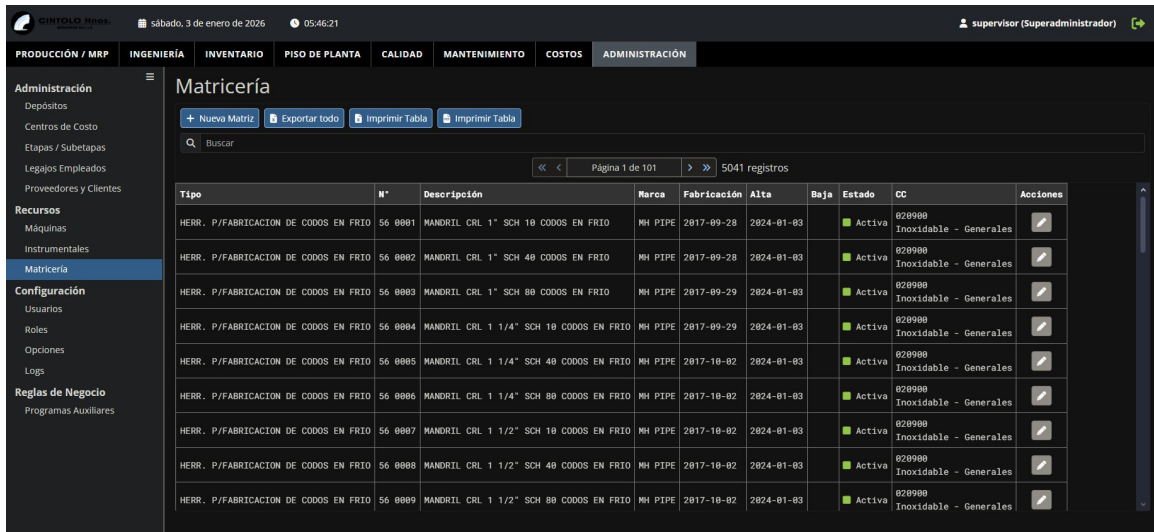 CINTOLO Hnos. sábado, 3 de enero de 2026 05:46:21 supervisor (Superadministrador)
PRODUCCIÓN / MRP INGENIERÍA INVENTARIO PISO DE PLANTA CALIDAD MANTENIMIENTO COSTOS ADMINISTRACIÓN
Administración
Depósitos
Centros de Costo
Etapas / Subetapas
Legajos Empleados
Proveedores y Clientes
Recursos
Máquinas
Instrumentales
Matricería
Configuración
Usuarios
Roles
Opciones
Logs
Reglas de Negocio
Programas Auxiliares
Matricería
+ Nueva Matriz Exportar todo Imprimir Tabla Imprimir Tabla
Buscar
« < Página 1 de 101 > » 5041 registros
Tipo N° Descripción Marca Fabricación Alta Baja Estado CC Acciones
HERR. P/FABRICACION DE CODOS EN FRIO 56 0001 MANDRIL CRL 1" SCH 10 CODOS EN FRIO MH PIPE 2017-09-28 2024-01-03 Activa 020900
Inoxidable - Generales
HERR. P/FABRICACION DE CODOS EN FRIO 56 0002 MANDRIL CRL 1" SCH 40 CODOS EN FRIO MH PIPE 2017-09-28 2024-01-03 Activa 020900
Inoxidable - Generales
HERR. P/FABRICACION DE CODOS EN FRIO 56 0003 MANDRIL CRL 1" SCH 80 CODOS EN FRIO MH PIPE 2017-09-29 2024-01-03 Activa 020900
Inoxidable - Generales
HERR. P/FABRICACION DE CODOS EN FRIO 56 0004 MANDRIL CRL 1 1/4" SCH 10 CODOS EN FRIO MH PIPE 2017-09-29 2024-01-03 Activa 020900
Inoxidable - Generales
HERR. P/FABRICACION DE CODOS EN FRIO 56 0005 MANDRIL CRL 1 1/4" SCH 40 CODOS EN FRIO MH PIPE 2017-10-02 2024-01-03 Activa 020900
Inoxidable - Generales
HERR. P/FABRICACION DE CODOS EN FRIO 56 0006 MANDRIL CRL 1 1/4" SCH 80 CODOS EN FRIO MH PIPE 2017-10-02 2024-01-03 Activa 020900
Inoxidable - Generales
HERR. P/FABRICACION DE CODOS EN FRIO 56 0007 MANDRIL CRL 1 1/2" SCH 10 CODOS EN FRIO MH PIPE 2017-10-02 2024-01-03 Activa 020900
Inoxidable - Generales
HERR. P/FABRICACION DE CODOS EN FRIO 56 0008 MANDRIL CRL 1 1/2" SCH 40 CODOS EN FRIO MH PIPE 2017-10-02 2024-01-03 Activa 020900
Inoxidable - Generales
HERR. P/FABRICACION DE CODOS EN FRIO 56 0009 MANDRIL CRL 1 1/2" SCH 80 CODOS EN FRIO MH PIPE 2017-10-02 2024-01-03 Activa 020900
Inoxidable - Generales